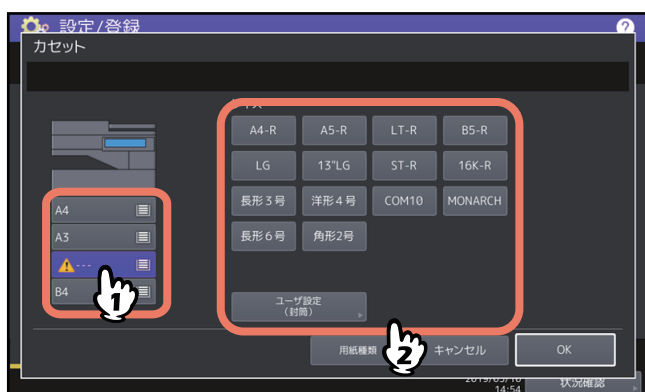 設定/登録
?
カセット
A4-R A5-R LT-R B5-R
LG 13"LG ST-R 16K-R
長形3号 洋形4号 COM10 MONARCH
長形6号 角形2号
A4
A3
---
B4
1
ユーザ設定
(封筒)
2
用紙種類 キャンセル OK
14:54 状況確認